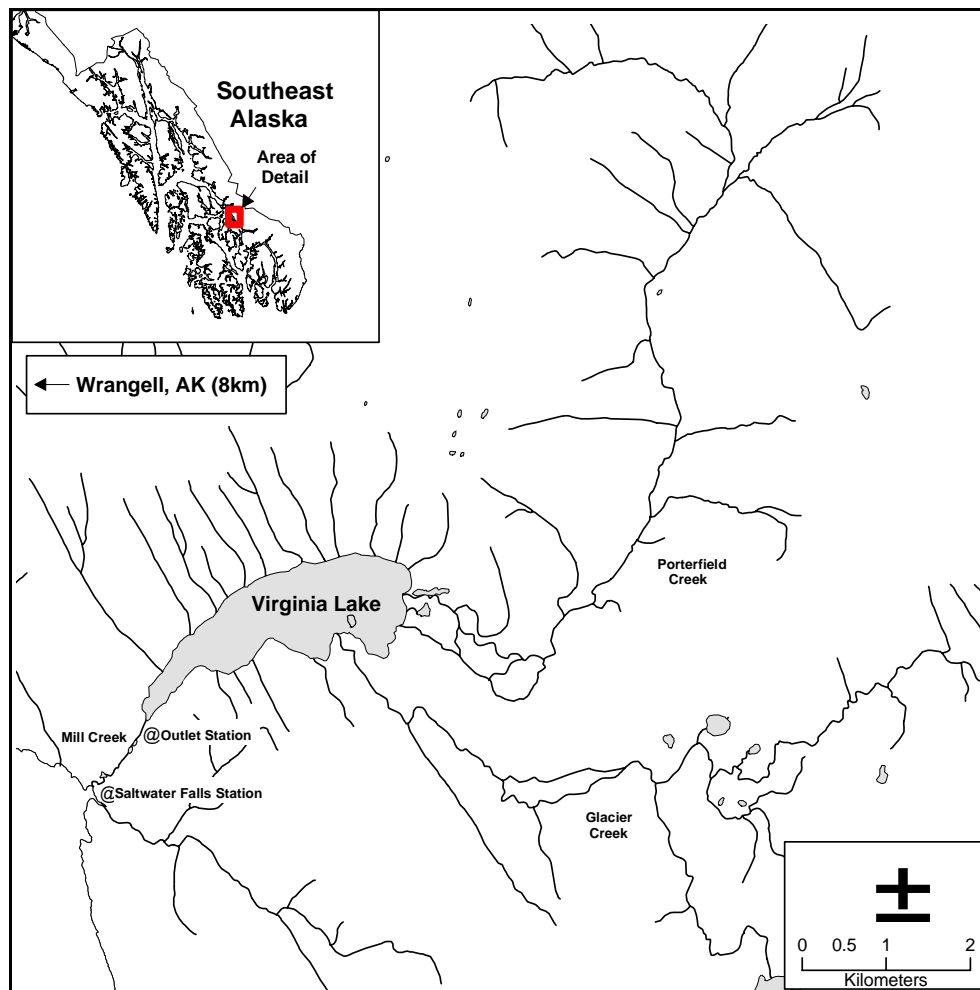 Southeast
Alaska
Area of
Detail
Wrangell, AK (8km)
Porterfield
Creek
Virginia Lake
Mill Creek
@Outlet Station
@Saltwater Falls Station
Glacier
Creek
±
0 0.5 1 2
Kilometers